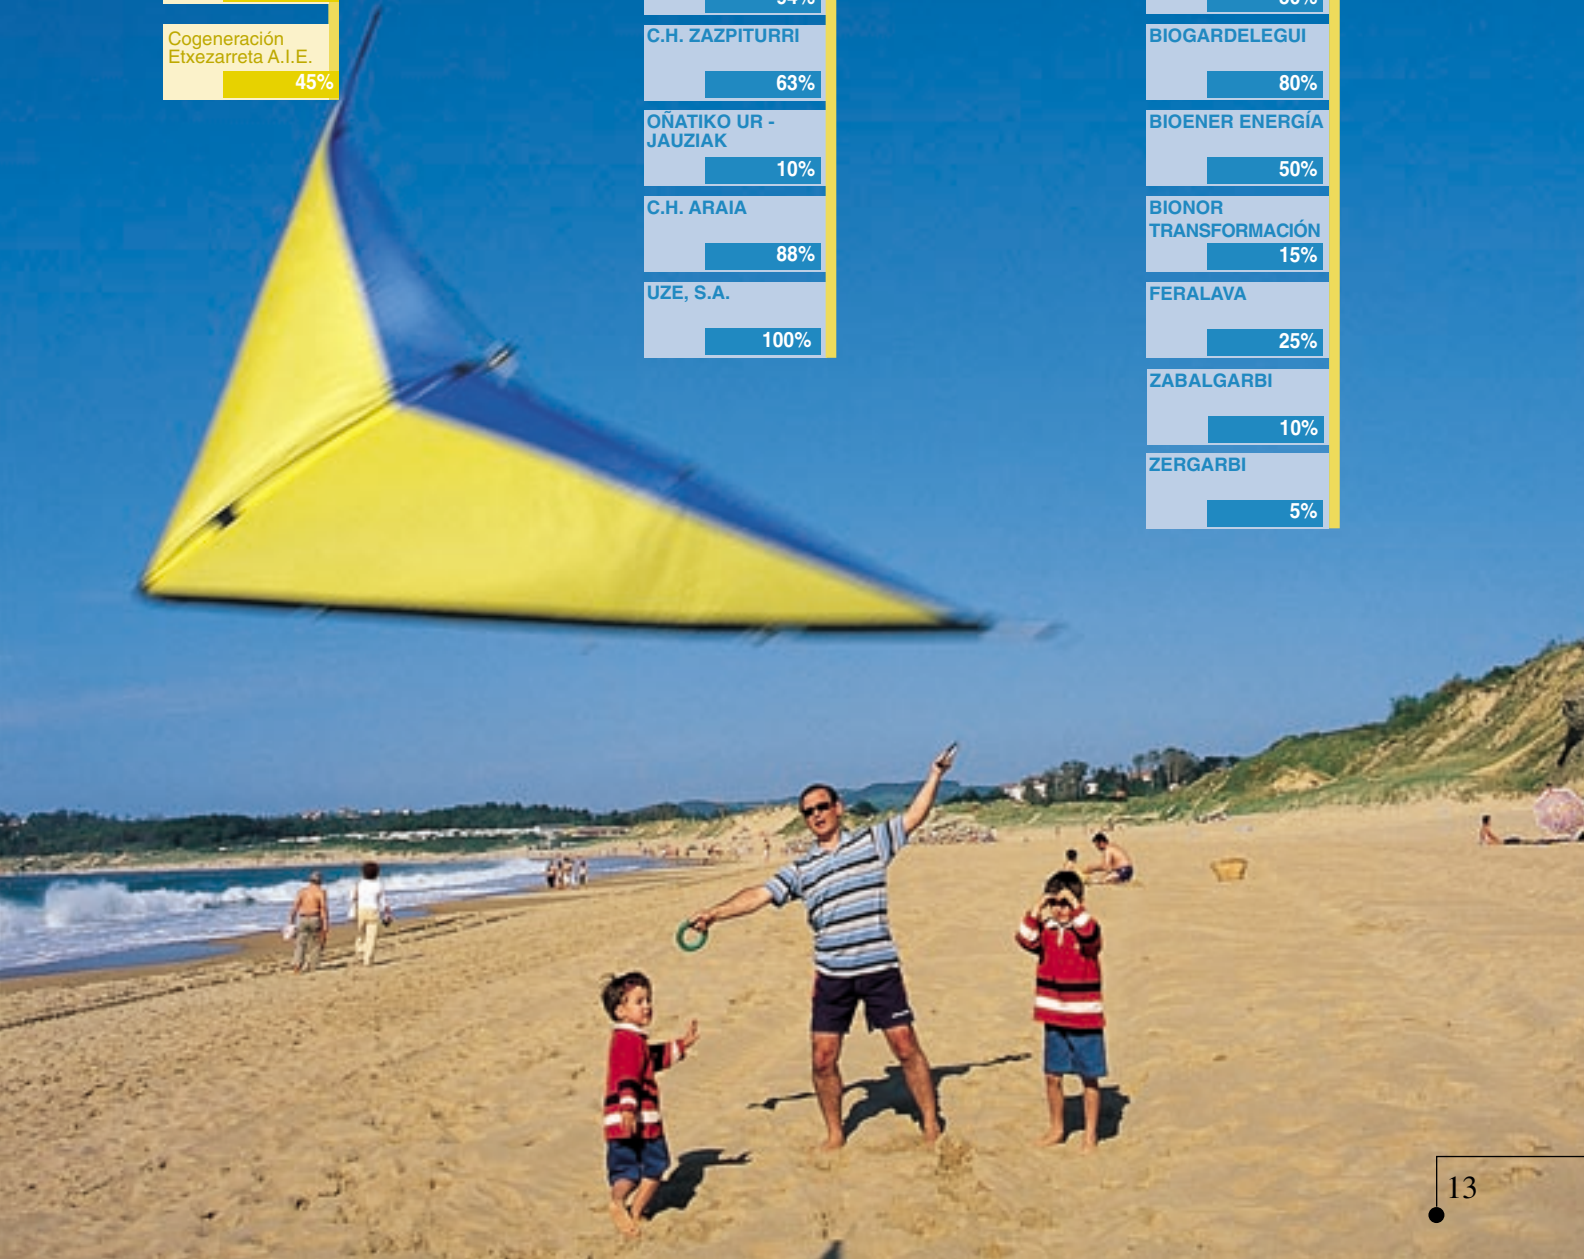 Cogeneración
Etxezarreta A.I.E.
45%
94%
C.H. ZAZPITURRI
63%
OÑATIKO UR -
JAUZIAK
10%
C.H. ARAIA
88%
UZE, S.A.
100%
BIOGARDELEGUI
80%
BIOENER ENERGÍA
50%
BIONOR
TRANSFORMACIÓN
15%
FERALAVA
25%
ZABALGARBI
10%
ZERGARBI
5%
13